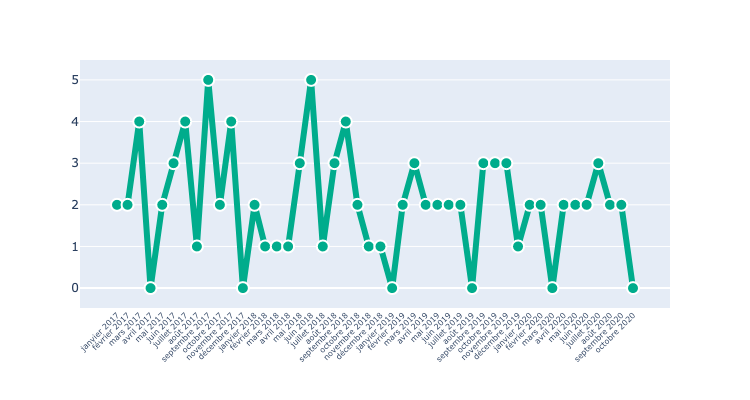 5
4
3
2
1
0
janvier 2017
février 2017
mars 2017
avril 2017
mai 2017
juin 2017
juillet 2017
août 2017
septembre 2017
octobre 2017
novembre 2017
décembre 2017
janvier 2018
février 2018
mars 2018
avril 2018
mai 2018
juin 2018
juillet 2018
août 2018
septembre 2018
octobre 2018
novembre 2018
décembre 2018
janvier 2019
février 2019
mars 2019
avril 2019
mai 2019
juin 2019
juillet 2019
août 2019
septembre 2019
octobre 2019
novembre 2019
décembre 2019
janvier 2020
février 2020
mars 2020
avril 2020
mai 2020
juin 2020
juillet 2020
août 2020
septembre 2020
octobre 2020